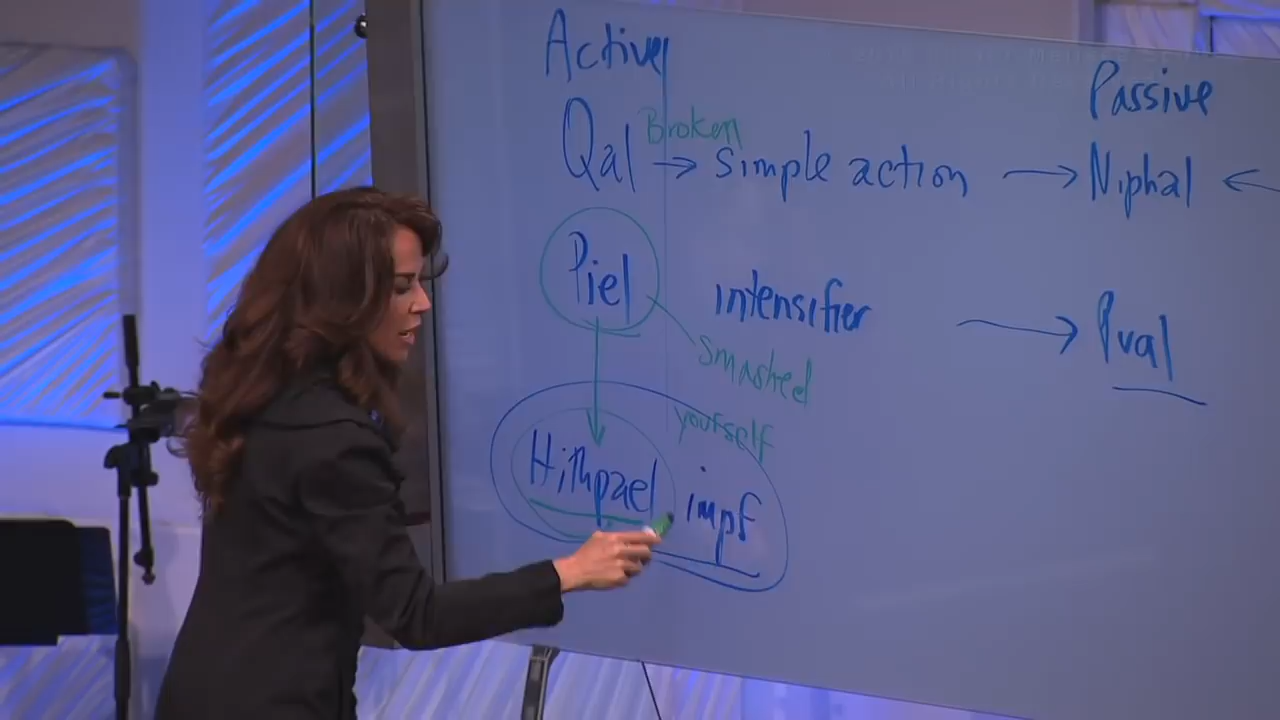 Active
Passive
Broken
Qal → simple action → Niphal ←
Piel intensifier → Pual
smashed
yourself
Hithpael impf